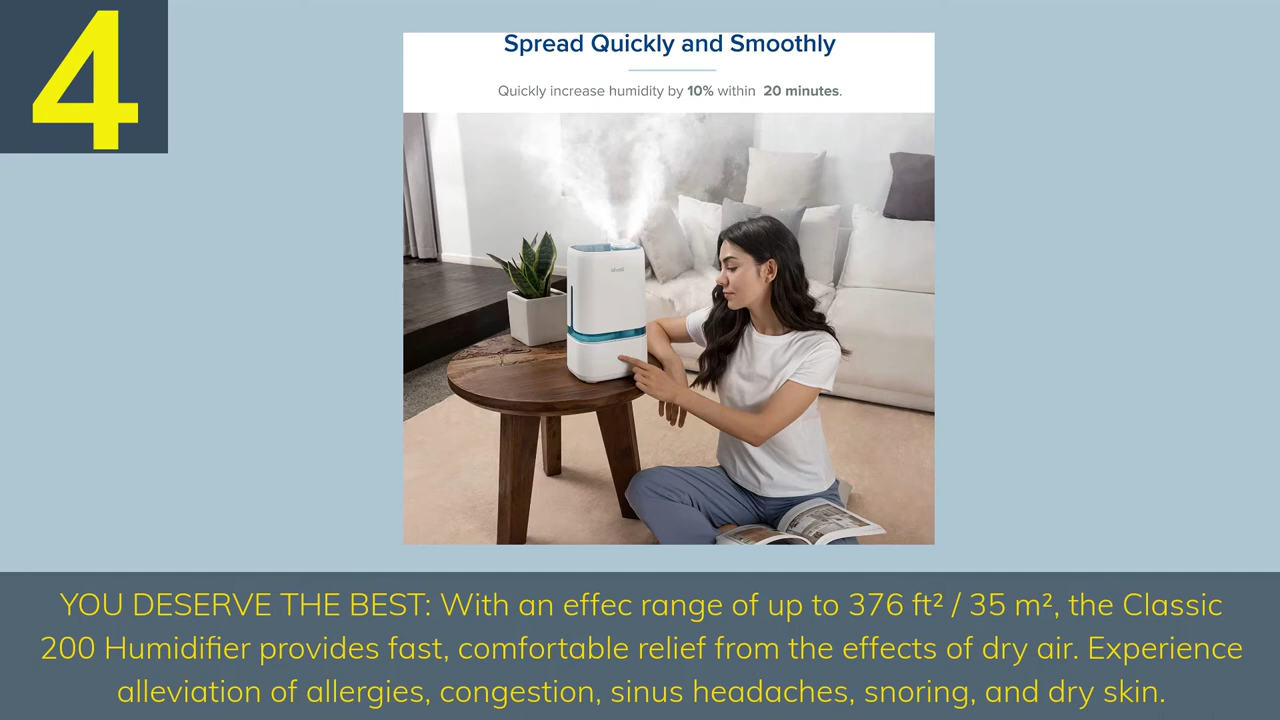 4
Spread Quickly and Smoothly
Quickly increase humidity by 10% within 20 minutes.
levoit
YOU DESERVE THE BEST: With an effec range of up to 376 ft² / 35 m², the Classic
200 Humidifier provides fast, comfortable relief from the effects of dry air. Experience
alleviation of allergies, congestion, sinus headaches, snoring, and dry skin.